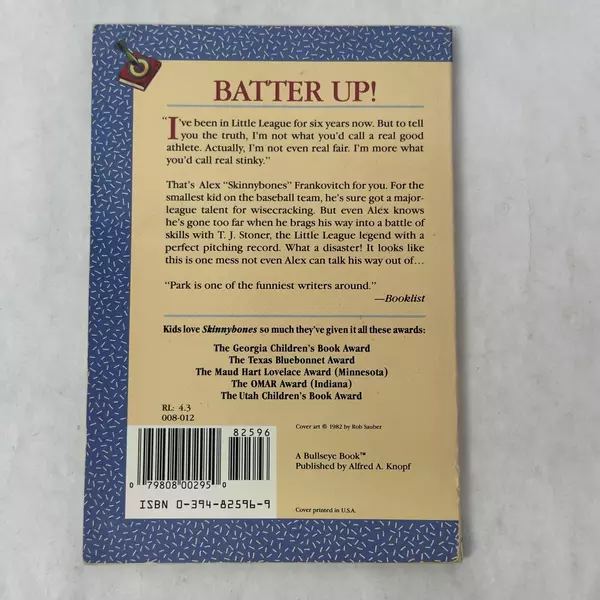 BATTER UP!
"I've been in Little League for six years now. But to tell
you the truth, I'm not what you'd call a real good
athlete. Actually, I'm not even real fair. I'm more what
you'd call real stinky."
That's Alex "Skinnybones" Frankovitch for you. For the
smallest kid on the baseball team, he's sure got a major-
league talent for wisecracking. But even Alex knows
he's gone too far when he brags his way into a battle of
skills with T. J. Stoner, the Little League legend with a
perfect pitching record. What a disaster! It looks like
this is one mess not even Alex can talk his way out of...
"Park is one of the funniest writers around."
—Booklist
Kids love Skinnybones so much they've given it all these awards:
The Georgia Children's Book Award
The Texas Bluebonnet Award
The Maud Hart Lovelace Award (Minnesota)
The OMAR Award (Indiana)
The Utah Children's Book Award
RL: 4.3
008-012
Cover art © 1982 by Rob Sauber
82596
A Bullseye Book™
Published by Alfred A. Knopf
0 79808 00295 0
ISBN 0-394-82596-9
Cover printed in U.S.A.